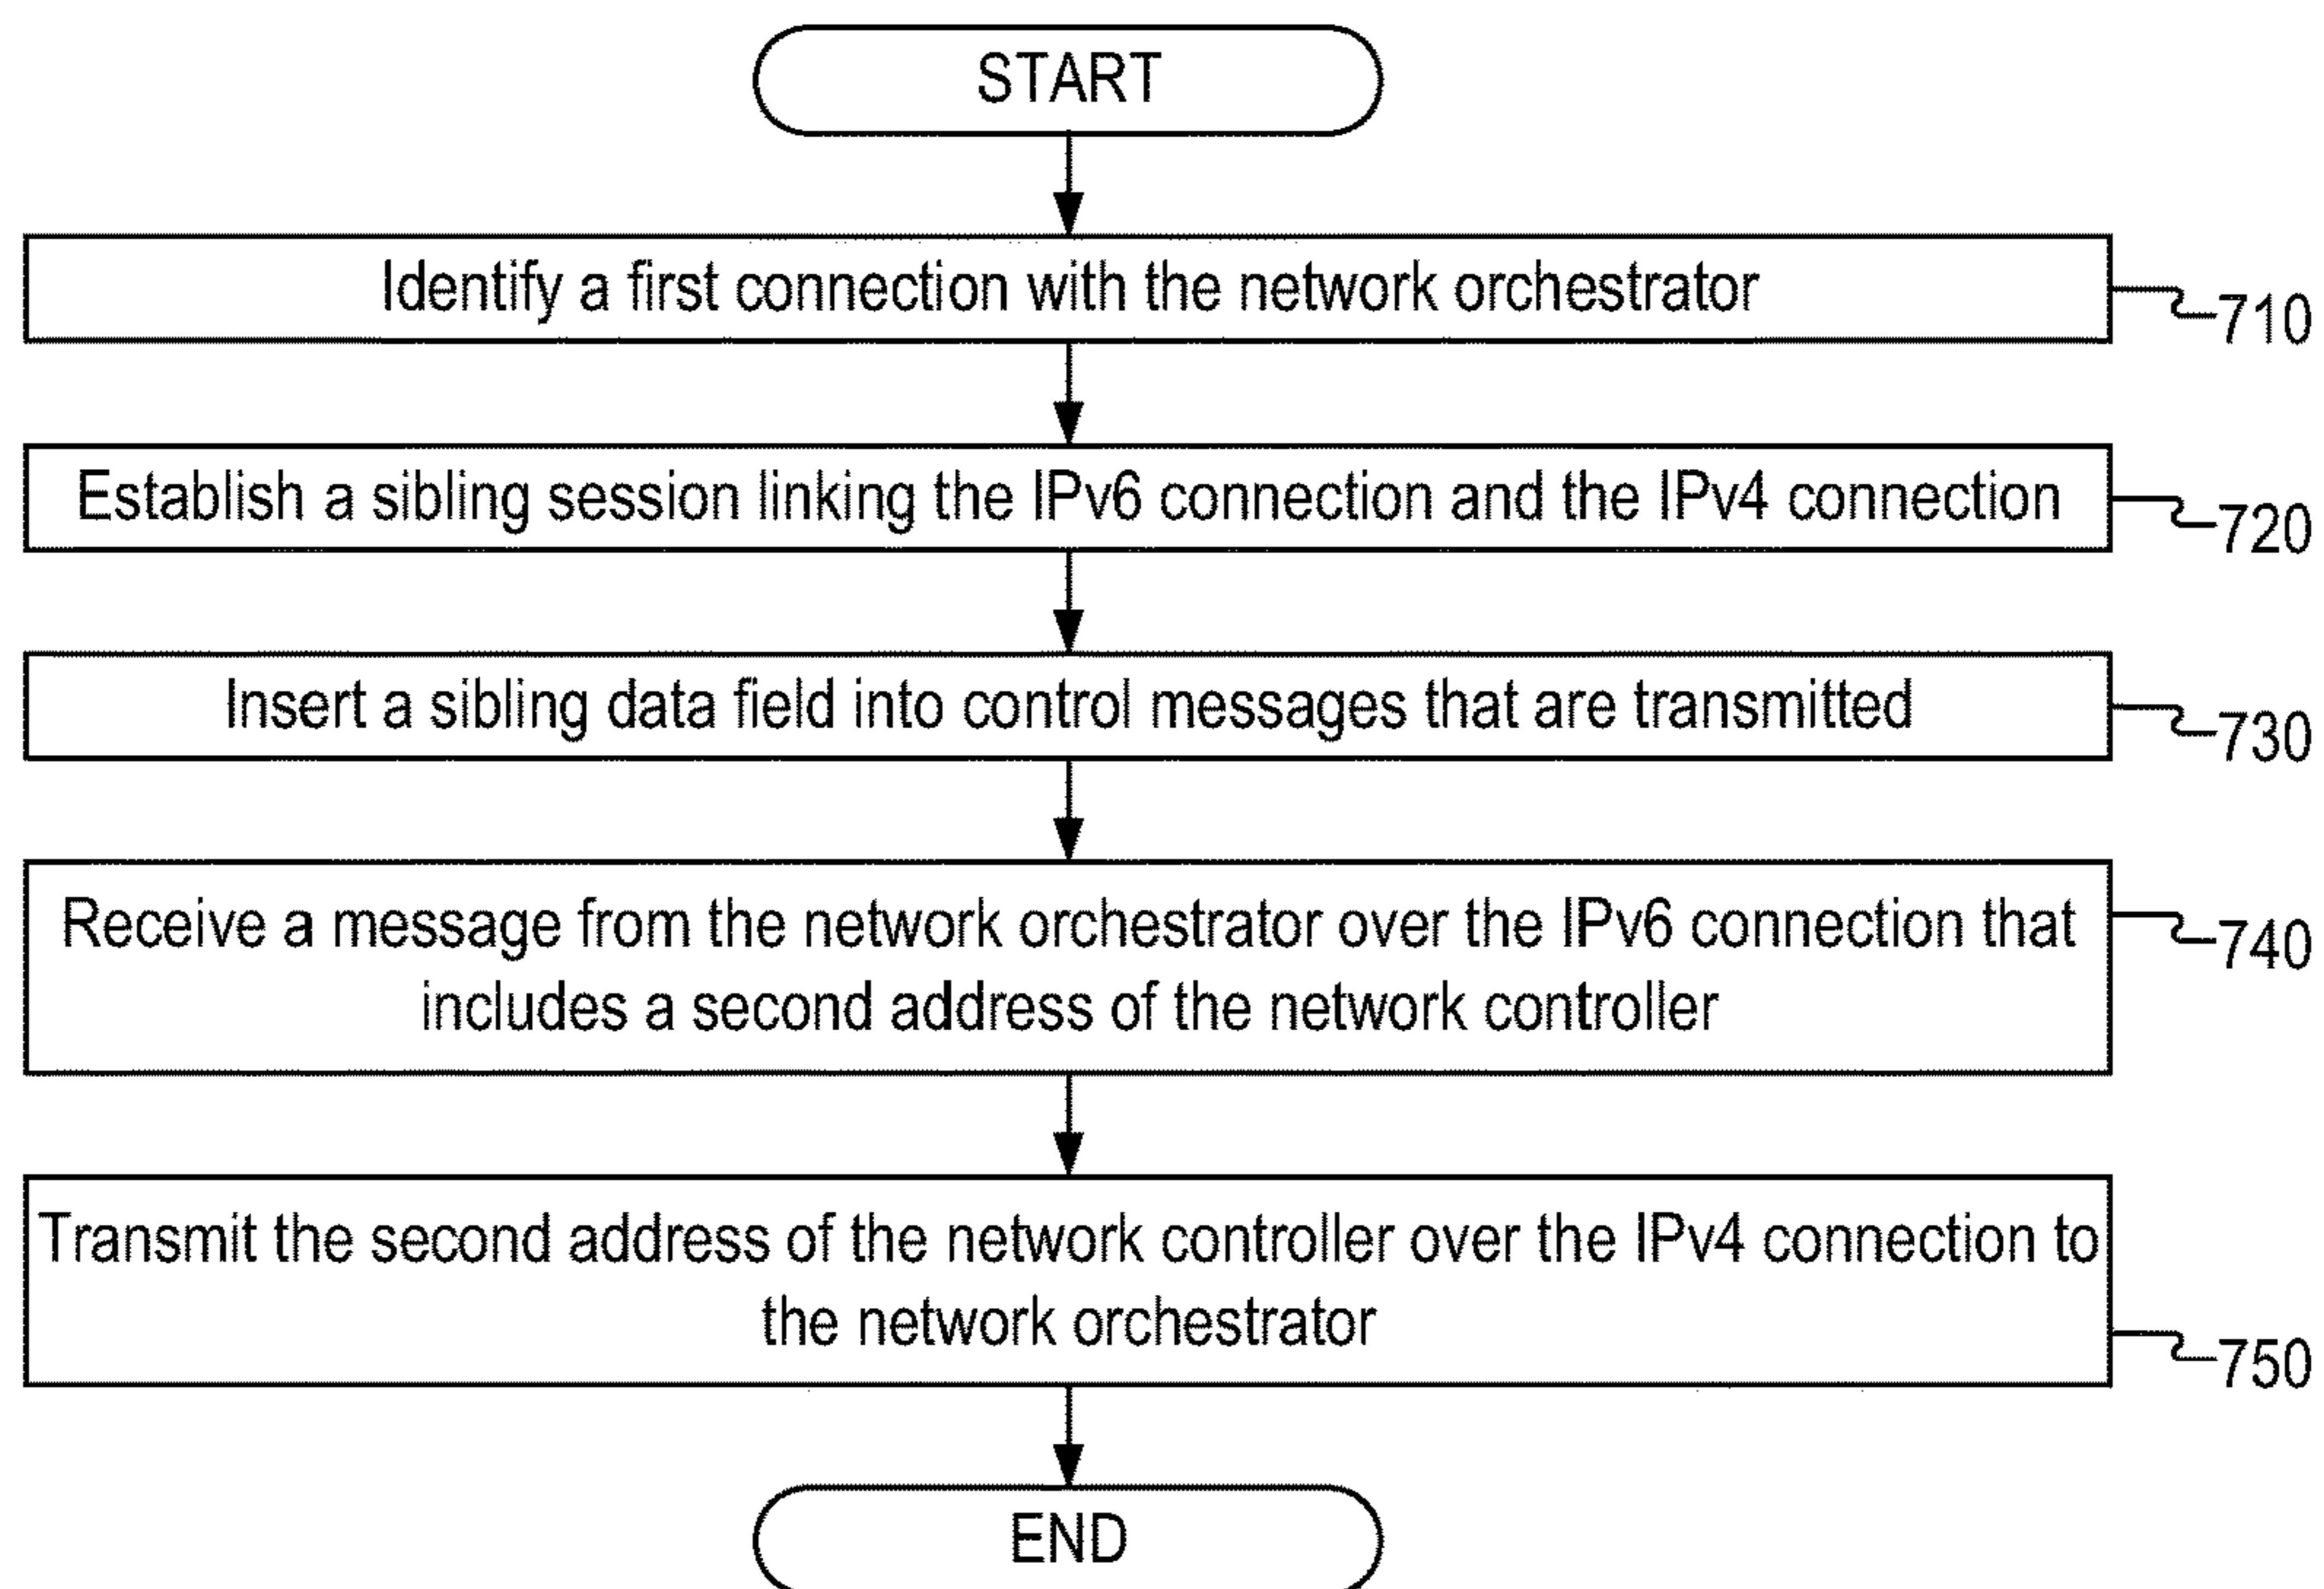 START
Identify a first connection with the network orchestrator
710
Establish a sibling session linking the IPv6 connection and the IPv4 connection
720
Insert a sibling data field into control messages that are transmitted
730
Receive a message from the network orchestrator over the IPv6 connection that
includes a second address of the network controller
740
Transmit the second address of the network controller over the IPv4 connection to
the network orchestrator
750
END